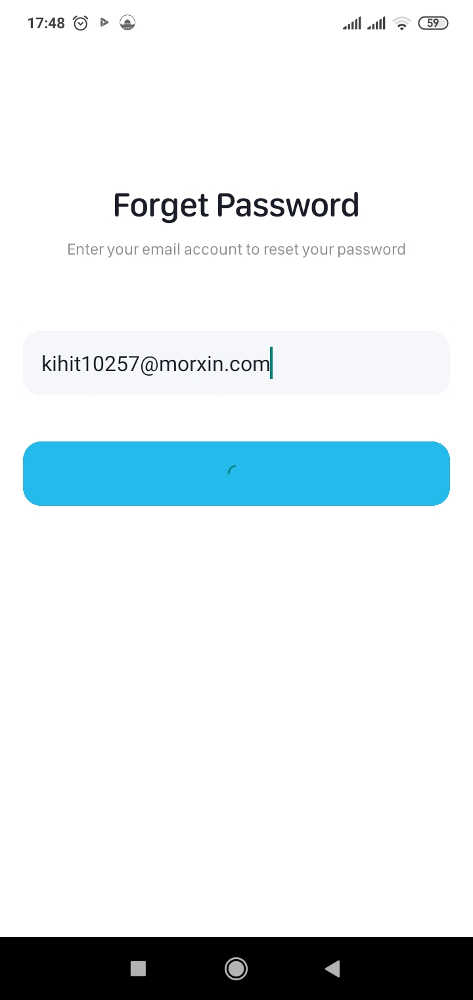 17:48
59
Forget Password
Enter your email account to reset your password
kihit10257@morxin.com